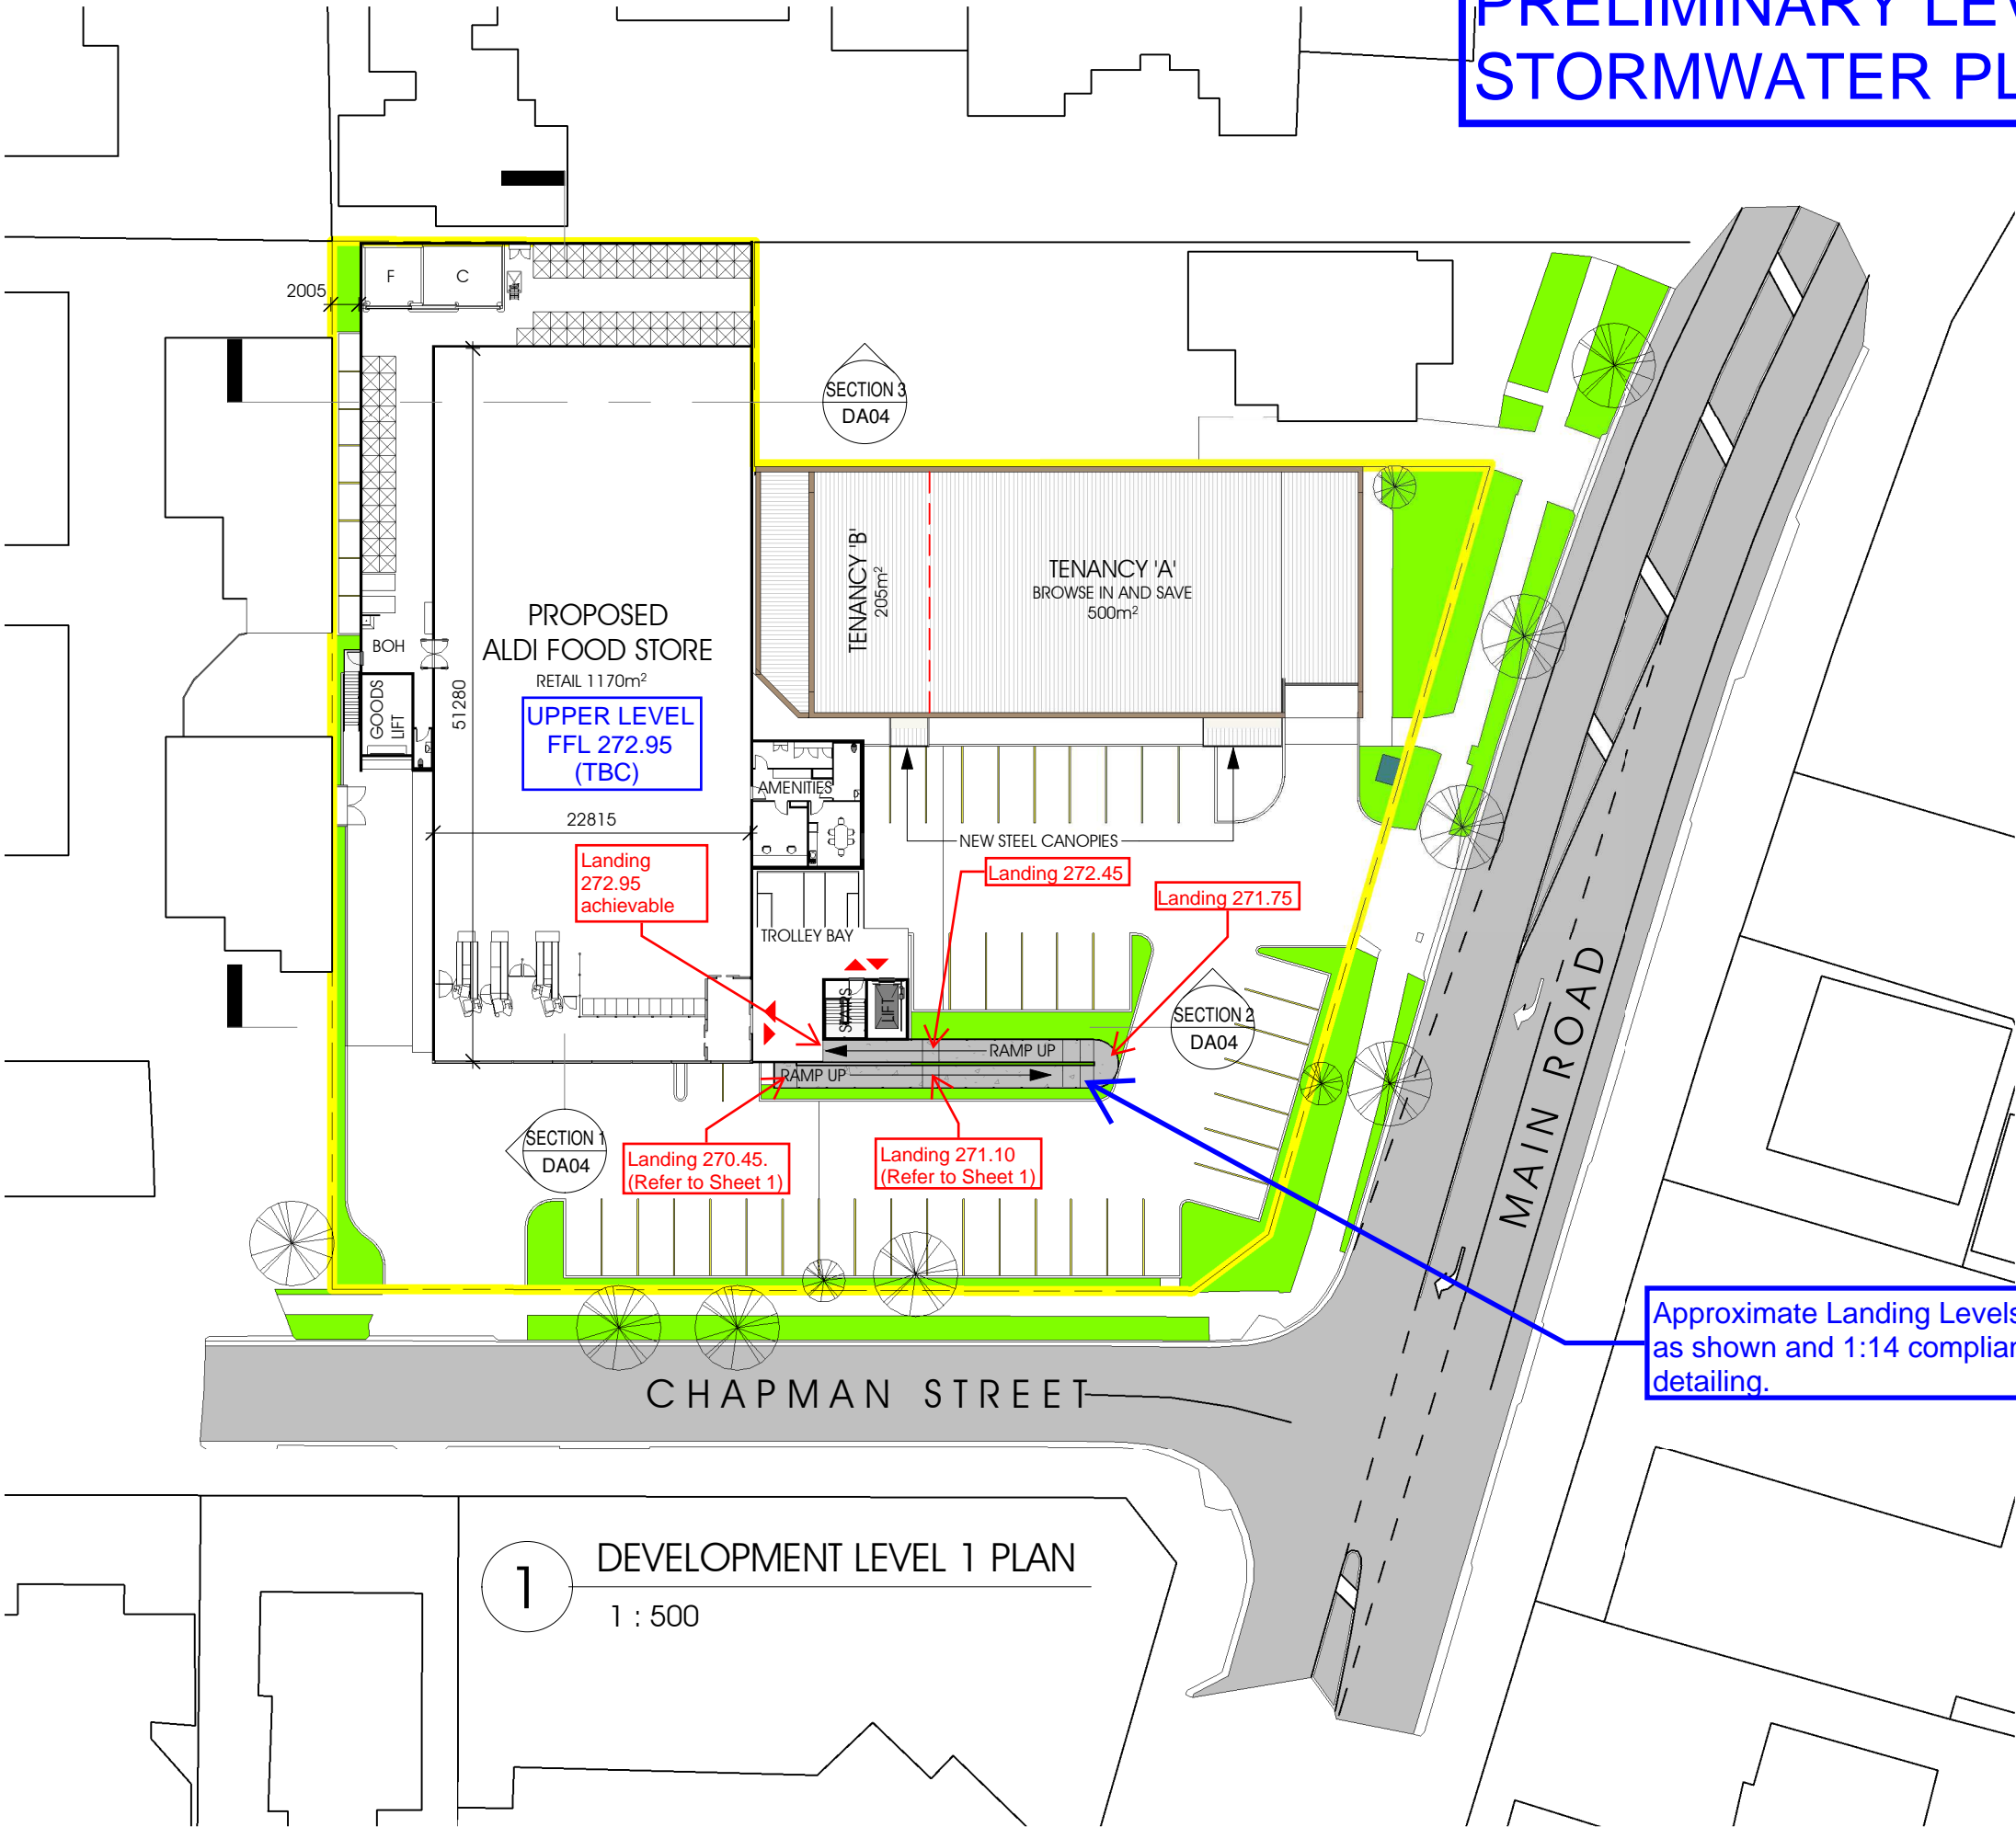 PRELIMINARY
STORMWATER
F
C
2005
SECTION 3
DA04
TENANCY 'B'
205m²
TENANCY 'A'
BROWSE IN AND SAVE
500m²
PROPOSED
ALDI FOOD STORE
RETAIL 1170m²
BOH
GOODS
LIFT
51280
UPPER LEVEL
FFL 272.95
(TBC)
AMENITIES
22815
NEW STEEL CANOPIES
Landing
272.95
achievable
Landing 272.45
Landing 271.75
TROLLEY BAY
STAIRS
LIFT
SECTION 2
DA04
RAMP UP
RAMP UP
MAIN ROAD
SECTION 1
DA04
Landing 270.45.
(Refer to Sheet 1)
Landing 271.10
(Refer to Sheet 1)
Approximate Landing Levels
as shown and 1:14
detailing.
CHAPMAN STREET
1
DEVELOPMENT LEVEL 1 PLAN
1 : 500